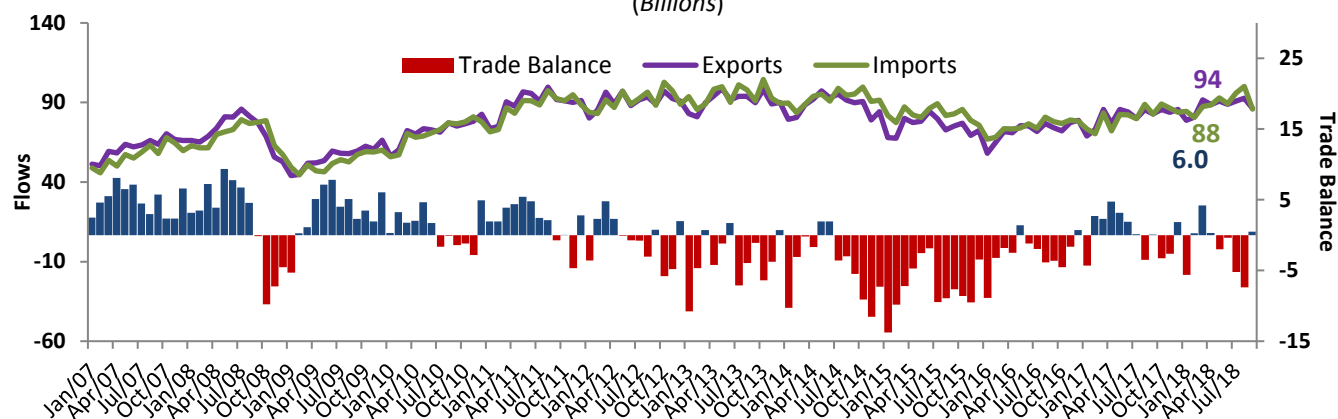 (Billions)
140
90
40
-10
-60
Flows
Trade Balance Exports Imports
25
15
5
-5
-15
Trade Balance
94
88
6.0
Jan/07 Apr/07 Jul/07 Oct/07 Jan/08 Apr/08 Jul/08 Oct/08 Jan/09 Apr/09 Jul/09 Oct/09 Jan/10 Apr/10 Jul/10 Oct/10 Jan/11 Apr/11 Jul/11 Oct/11 Jan/12 Apr/12 Jul/12 Oct/12 Jan/13 Apr/13 Jul/13 Oct/13 Jan/14 Apr/14 Jul/14 Oct/14 Jan/15 Apr/15 Jul/15 Oct/15 Jan/16 Apr/16 Jul/16 Oct/16 Jan/17 Apr/17 Jul/17 Oct/17 Jan/18 Apr/18 Jul/18